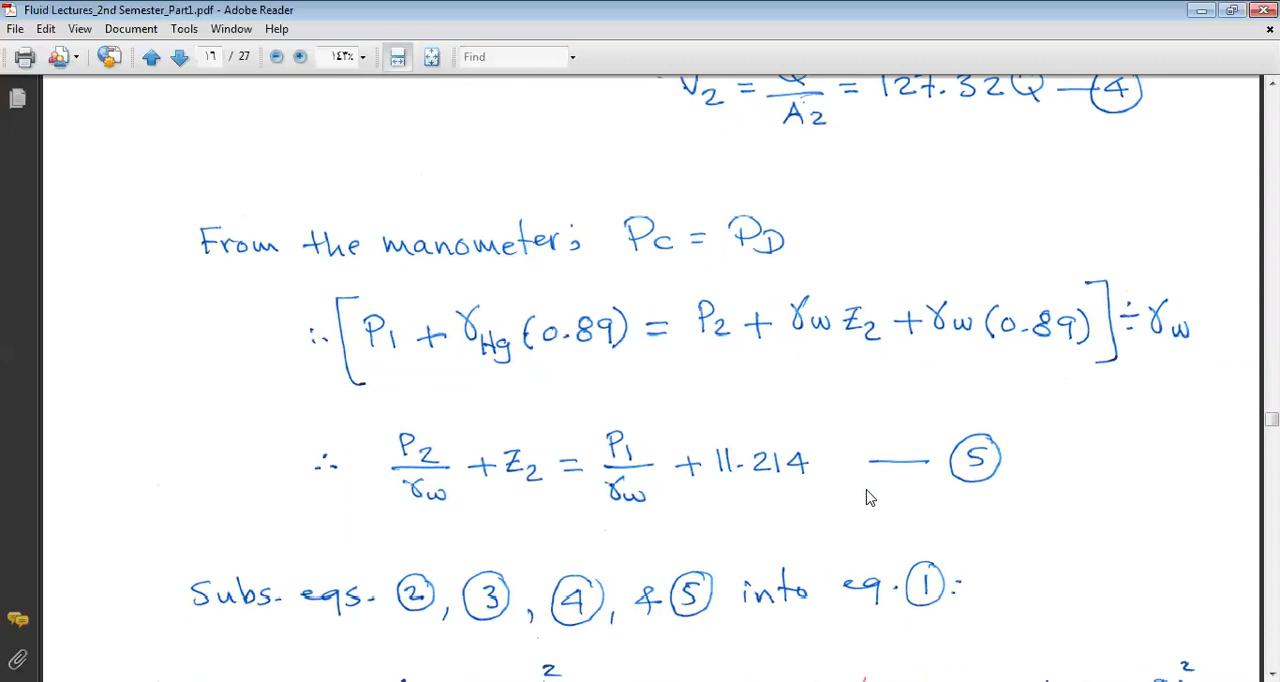 Fluid Lectures_2nd Semester_Part1.pdf - Adobe Reader
File Edit View Document Tools Window Help
١٦ / 27 ١٤٣% Find
V2 = Q/A2 = 127.32Q — 4
From the manometer; PC = PD
∴ [P1 + γHg (0.89) = P2 + γw Z2 + γw (0.89)] ÷ γw
∴ P2/γw + Z2 = P1/γw + 11.214 — 5
Subs. eqs. 2, 3, 4, & 5 into eq. 1: